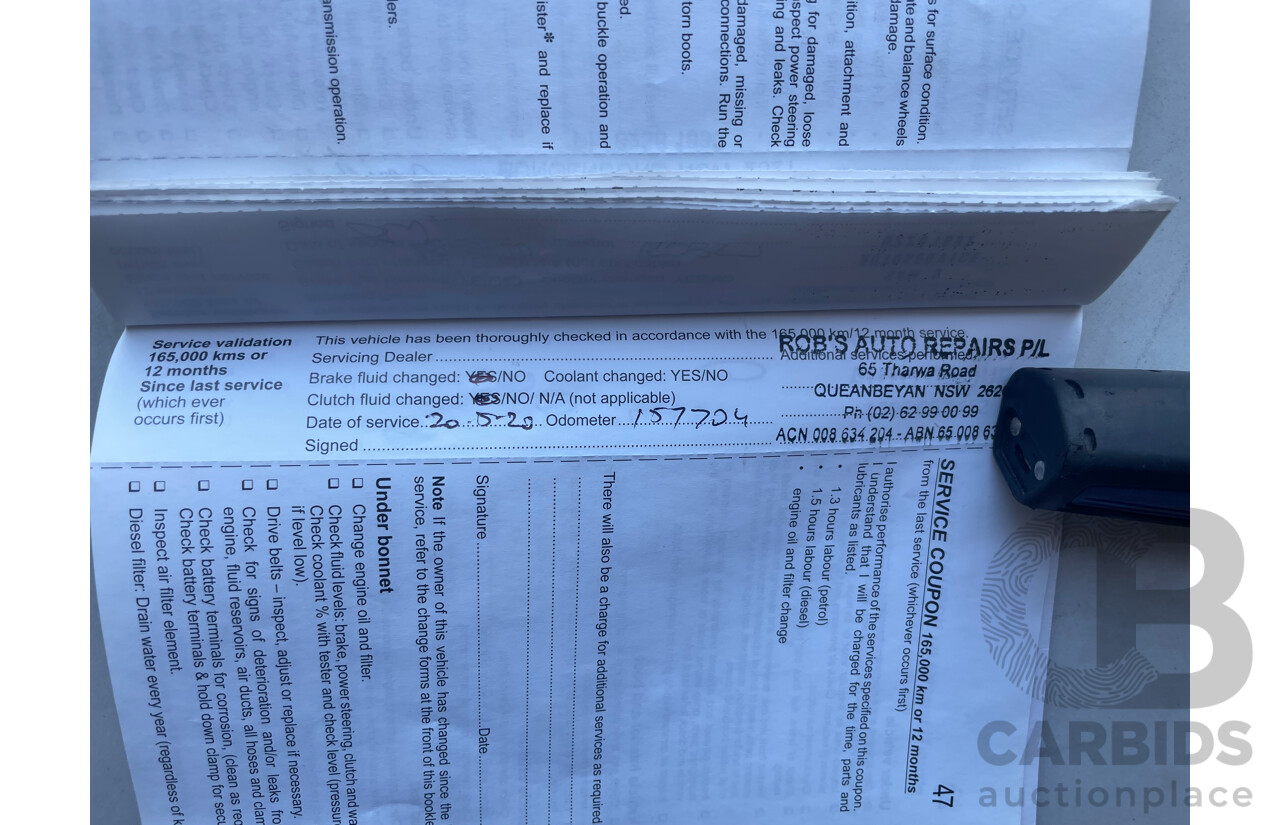 s for surface condition.
te and balance wheels
damage.
ition, attachment and
g for damaged, loose
spect power steering
ing and leaks. Check
damaged, missing or
connections. Run the
torn boots.
ed.
buckle operation and
ister* and replace if
lers.
ansmission operation.
Service validation
165,000 kms or
12 months
Since last service
(which ever
occurs first)
This vehicle has been thoroughly checked in accordance with the 165,000 km/12 month service.
Servicing Dealer
Additional services performed:
Brake fluid changed: YES/NO Coolant changed: YES/NO
Clutch fluid changed: YES/NO/ N/A (not applicable)
Date of service 20.5.20 Odometer 157704
Signed
ROB'S AUTO REPAIRS P/L
65 Tharwa Road
QUEANBEYAN NSW 262
Ph (02) 62 99 00 99
ACN 008 634 204 - ABN 65 008 63
SERVICE COUPON 165,000 km or 12 months
47
from the last service (whichever occurs first)
I authorise performance of the services specified on this coupon.
I understand that I will be charged for the time, parts and
lubricants as listed.
• 1.3 hours labour (petrol)
• 1.5 hours labour (diesel)
• engine oil and filter change
There will also be a charge for additional services as required
Signature Date
Note If the owner of this vehicle has changed since the
service, refer to the change forms at the front of this bookle
Under bonnet
❏ Change engine oil and filter.
❏ Check fluid levels: brake, power steering, clutch and wa
Check coolant % with tester and check level (pressur
if level low).
❏ Drive belts – inspect, adjust or replace if necessary.
❏ Check for signs of deterioration and/or leaks fro
engine, fluid reservoirs, air ducts, all hoses and clam
❏ Check battery terminals for corrosion, (clean as rec
Check battery terminals & hold down clamp for secu
❏ Inspect air filter element.
❏ Diesel filter: Drain water every year (regardless of k
CARBIDS
auctionplace